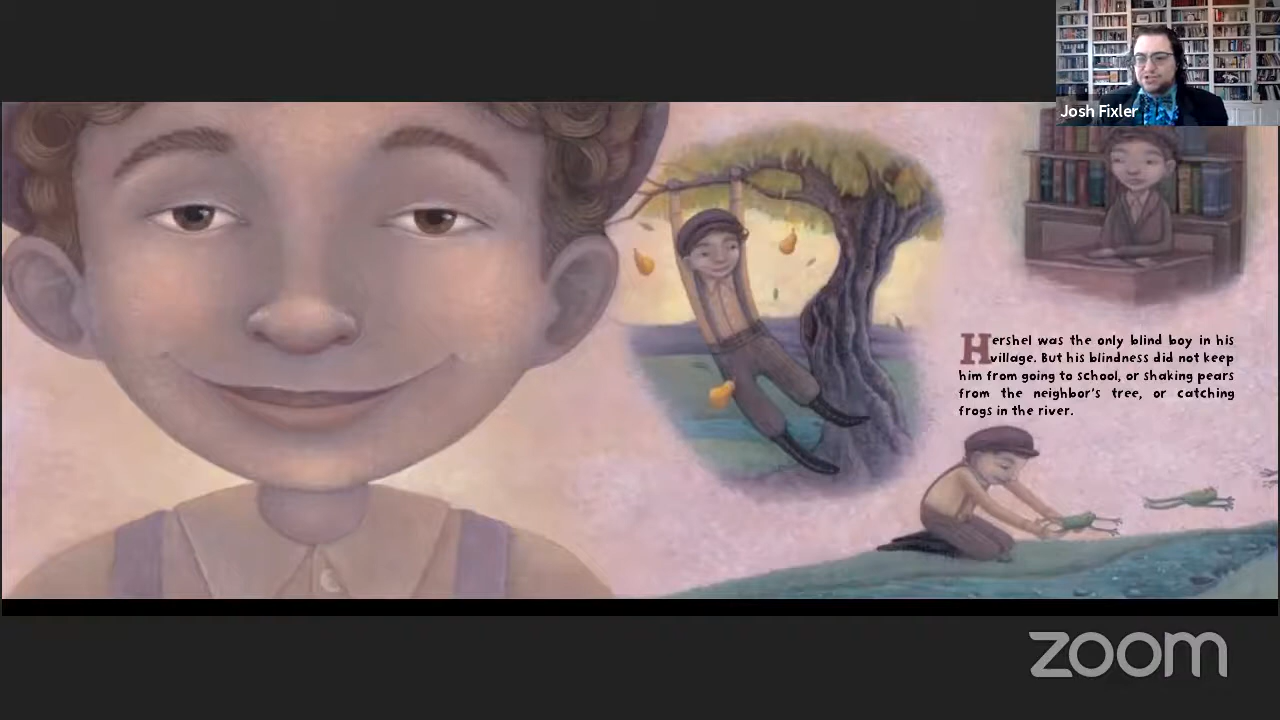 Josh Fixler
Hershel was the only blind boy in his
village. But his blindness did not keep
him from going to school, or shaking pears
from the neighbor's tree, or catching
frogs in the river.
zoom